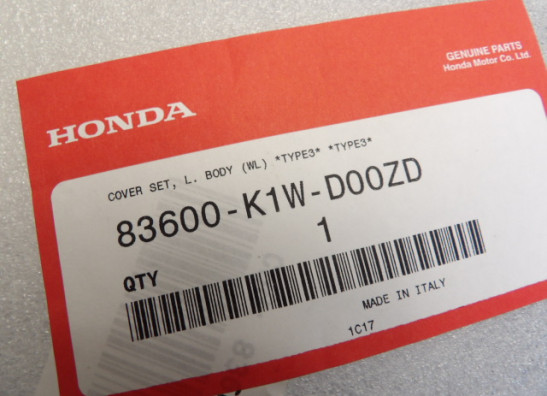 HONDA
GENUINE PARTS
Honda Motor Co. Ltd.
COVER SET, L. BODY (WL) *TYPE3* *TYPE3*
83600-K1W-D00ZD
QTY 1
MADE IN ITALY
1C17